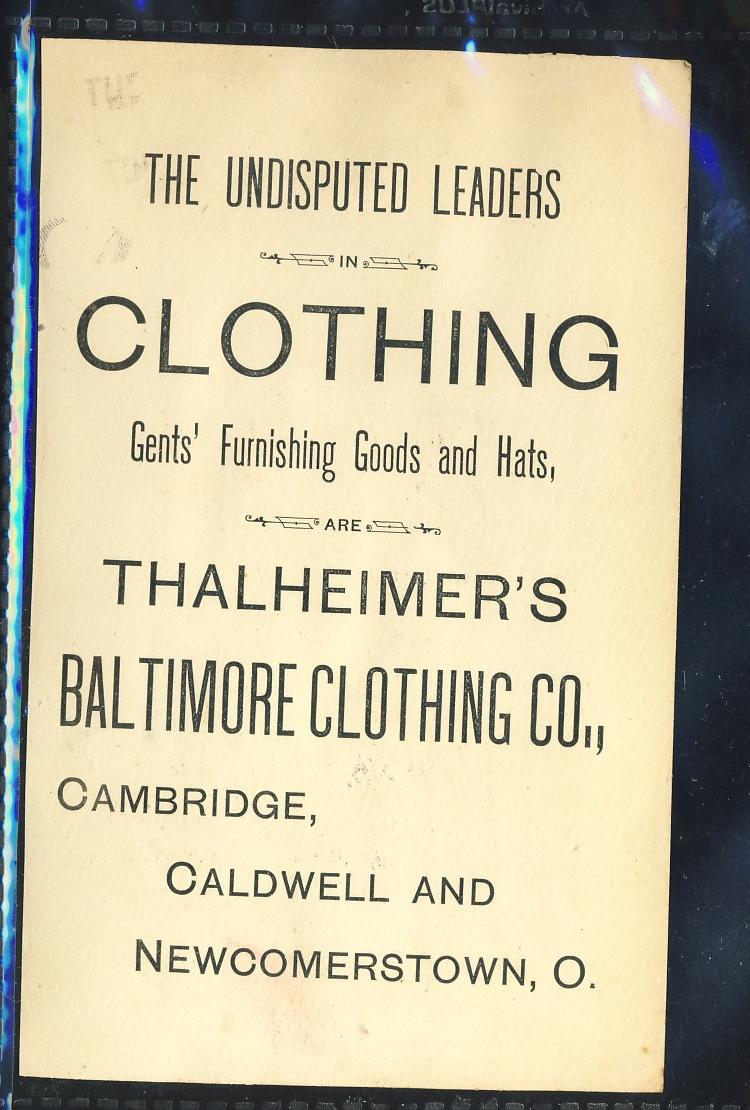 THE UNDISPUTED LEADERS
IN
CLOTHING
Gents' Furnishing Goods and Hats,
ARE
THALHEIMER'S
BALTIMORE CLOTHING CO.,
CAMBRIDGE,
CALDWELL AND
NEWCOMERSTOWN, O.